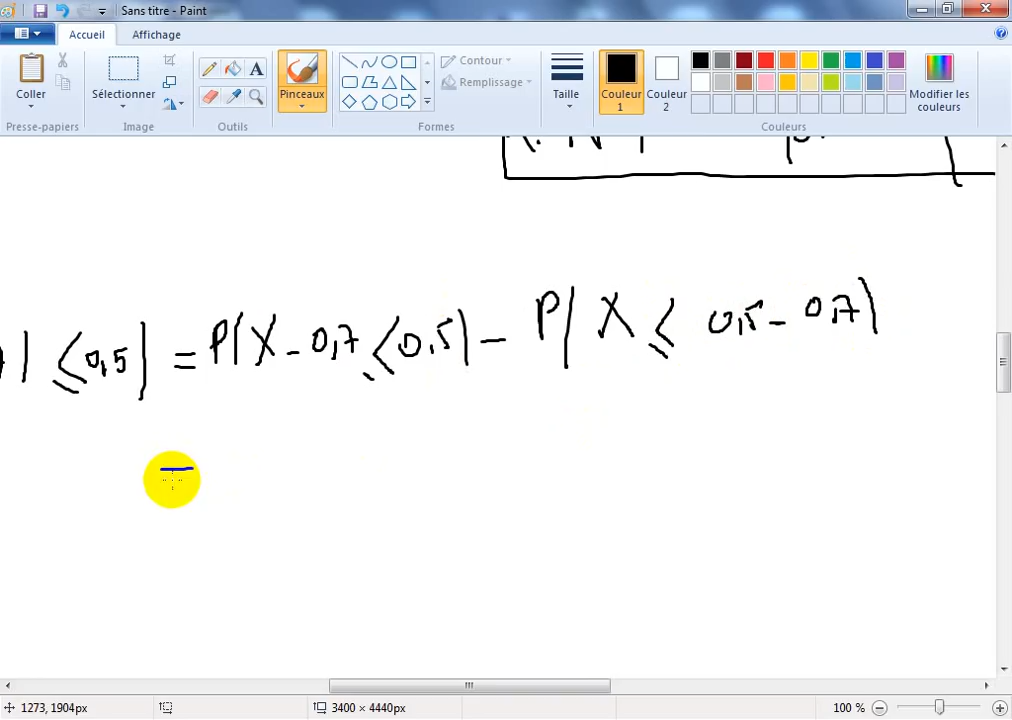 Sans titre - Paint
Accueil Affichage
Coller
Sélectionner
Pinceaux
Contour
Remplissage
Taille
Couleur 1
Couleur 2
Modifier les couleurs
Presse-papiers Image Outils Formes Couleurs
| ≤ 0,5) = P(X - 0,7 ≤ 0,5) - P(X ≤ 0,5 - 0,7)
=
1273, 1904px 3400 × 4440px 100 %